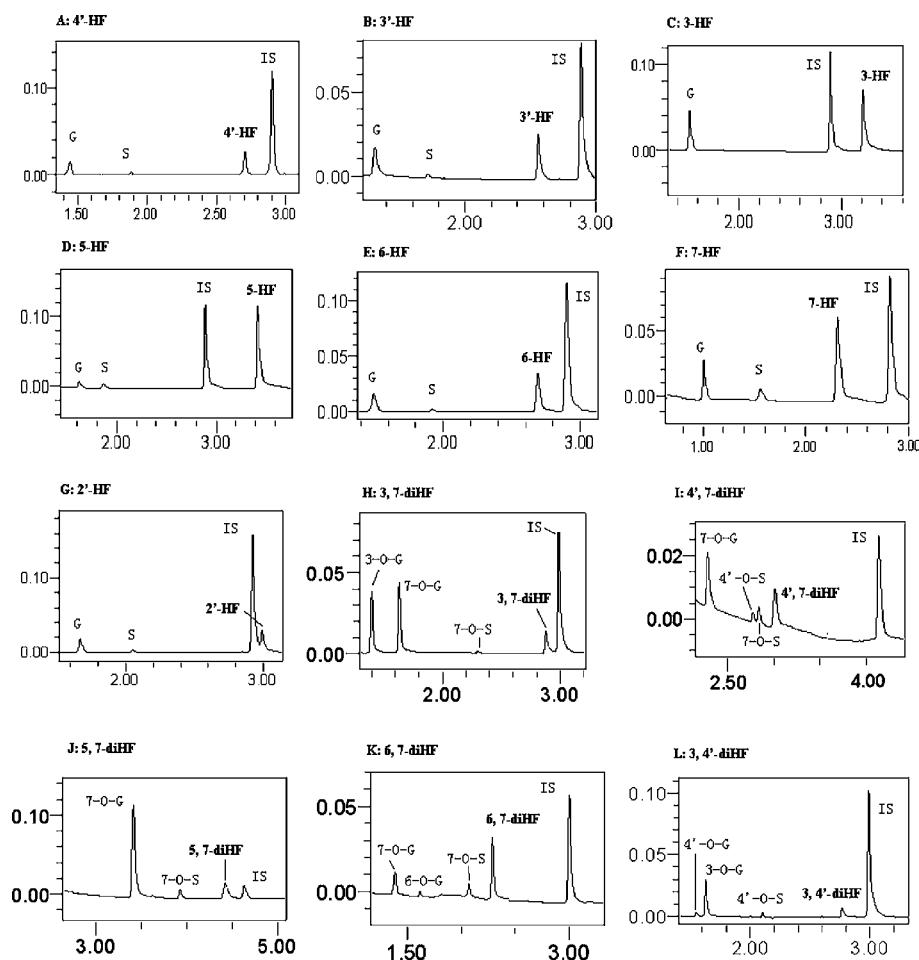 A: 4'-HF
IS
0.10
4'-HF
G
S
0.00
1.50
2.00
2.50
3.00
B: 3'-HF
IS
0.05
3'-HF
G
S
0.00
2.00
3.00
C: 3-HF
IS
3-HF
0.10
G
0.00
2.00
3.00
D: 5-HF
IS
5-HF
0.10
G
S
0.00
2.00
3.00
E: 6-HF
IS
0.10
0.05
6-HF
G
S
0.00
2.00
3.00
F: 7-HF
IS
7-HF
0.05
G
S
0.00
1.00
2.00
3.00
G: 2'-HF
IS
0.10
2'-HF
G
S
0.00
2.00
3.00
H: 3, 7-diHF
IS
3-O-G
7-O-G
0.05
3, 7-diHF
7-O-S
0.00
2.00
3.00
I: 4', 7-diHF
IS
0.02
7-O-G
4'-O-S
4', 7-diHF
0.00
7-O-S
2.50
4.00
J: 5, 7-diHF
7-O-G
0.10
5, 7-diHF
7-O-S
IS
0.00
3.00
5.00
K: 6, 7-diHF
IS
0.05
6, 7-diHF
7-O-G
7-O-S
6-O-G
0.00
1.50
3.00
L: 3, 4'-diHF
0.10
IS
0.05
4'-O-G
3-O-G
4'-O-S
3, 4'-diHF
0.00
2.00
3.00